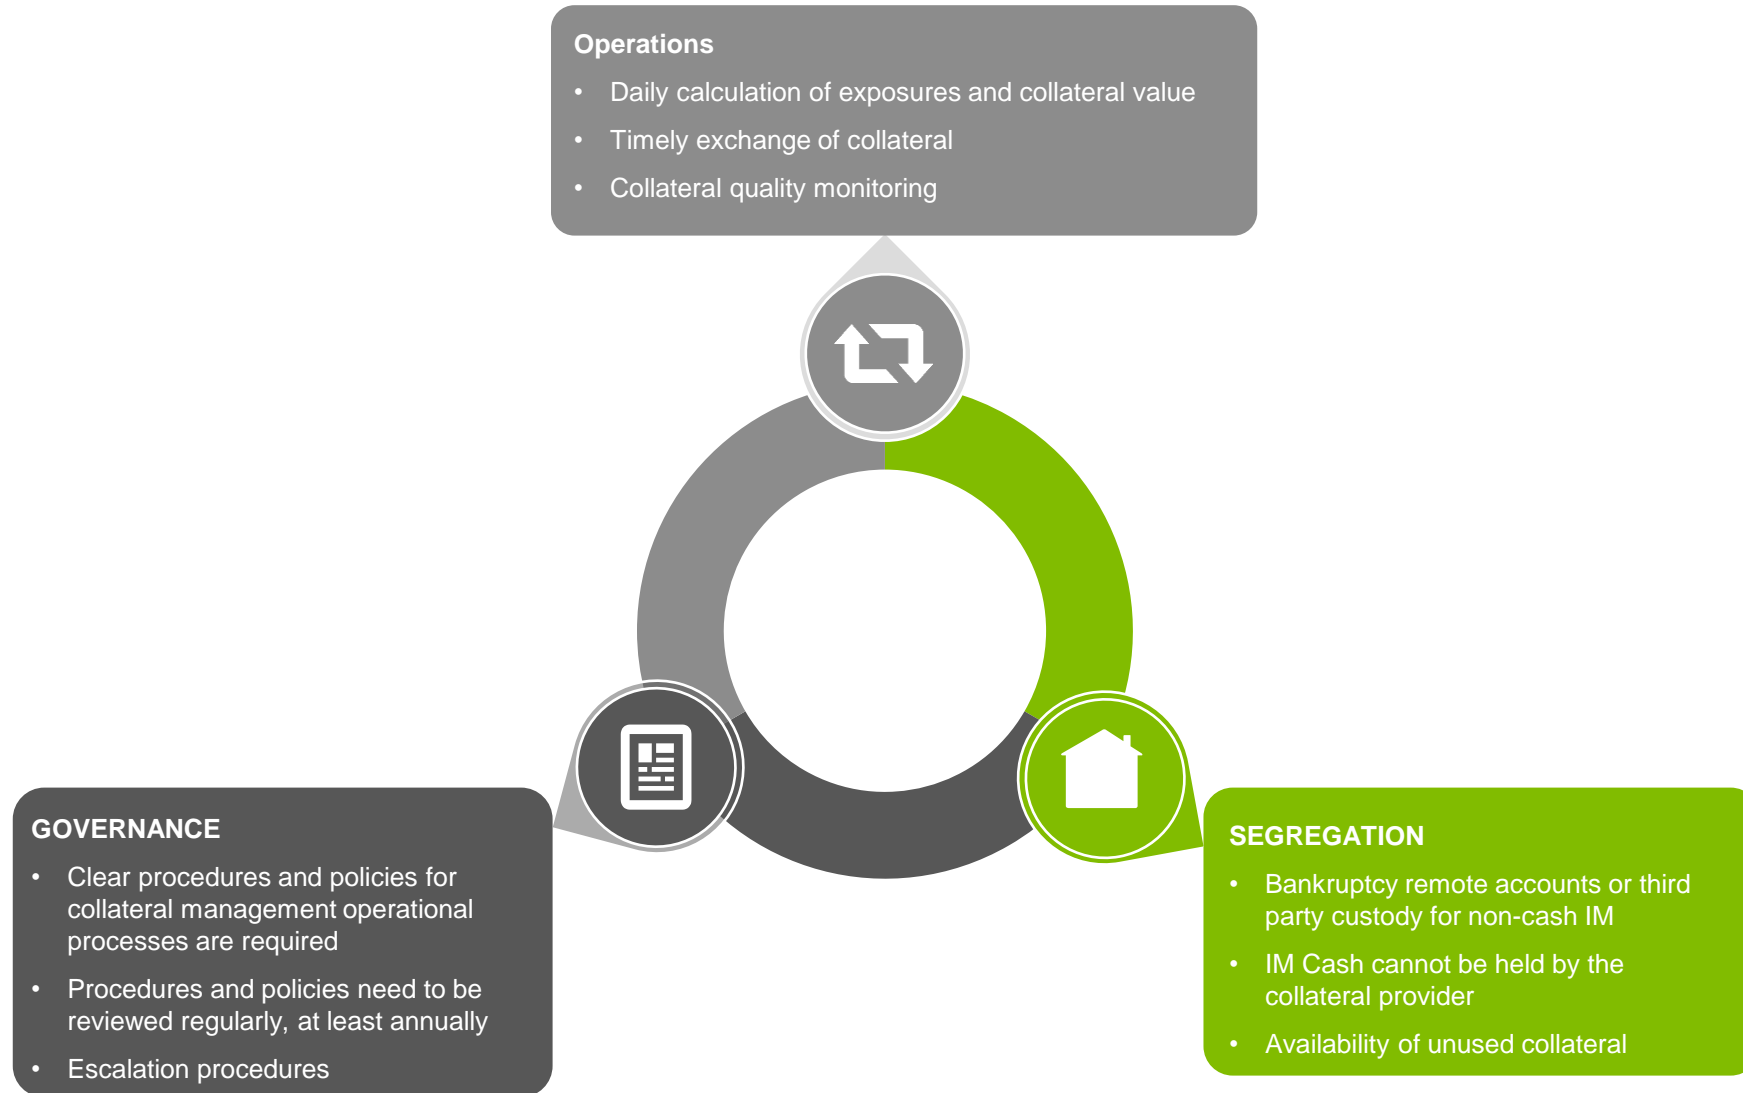 Operations
• Daily calculation of exposures and collateral value
• Timely exchange of collateral
• Collateral quality monitoring
GOVERNANCE
• Clear procedures and policies for
collateral management operational
processes are required
• Procedures and policies need to be
reviewed regularly, at least annually
• Escalation procedures
SEGREGATION
• Bankruptcy remote accounts or third
party custody for non-cash IM
• IM Cash cannot be held by the
collateral provider
• Availability of unused collateral